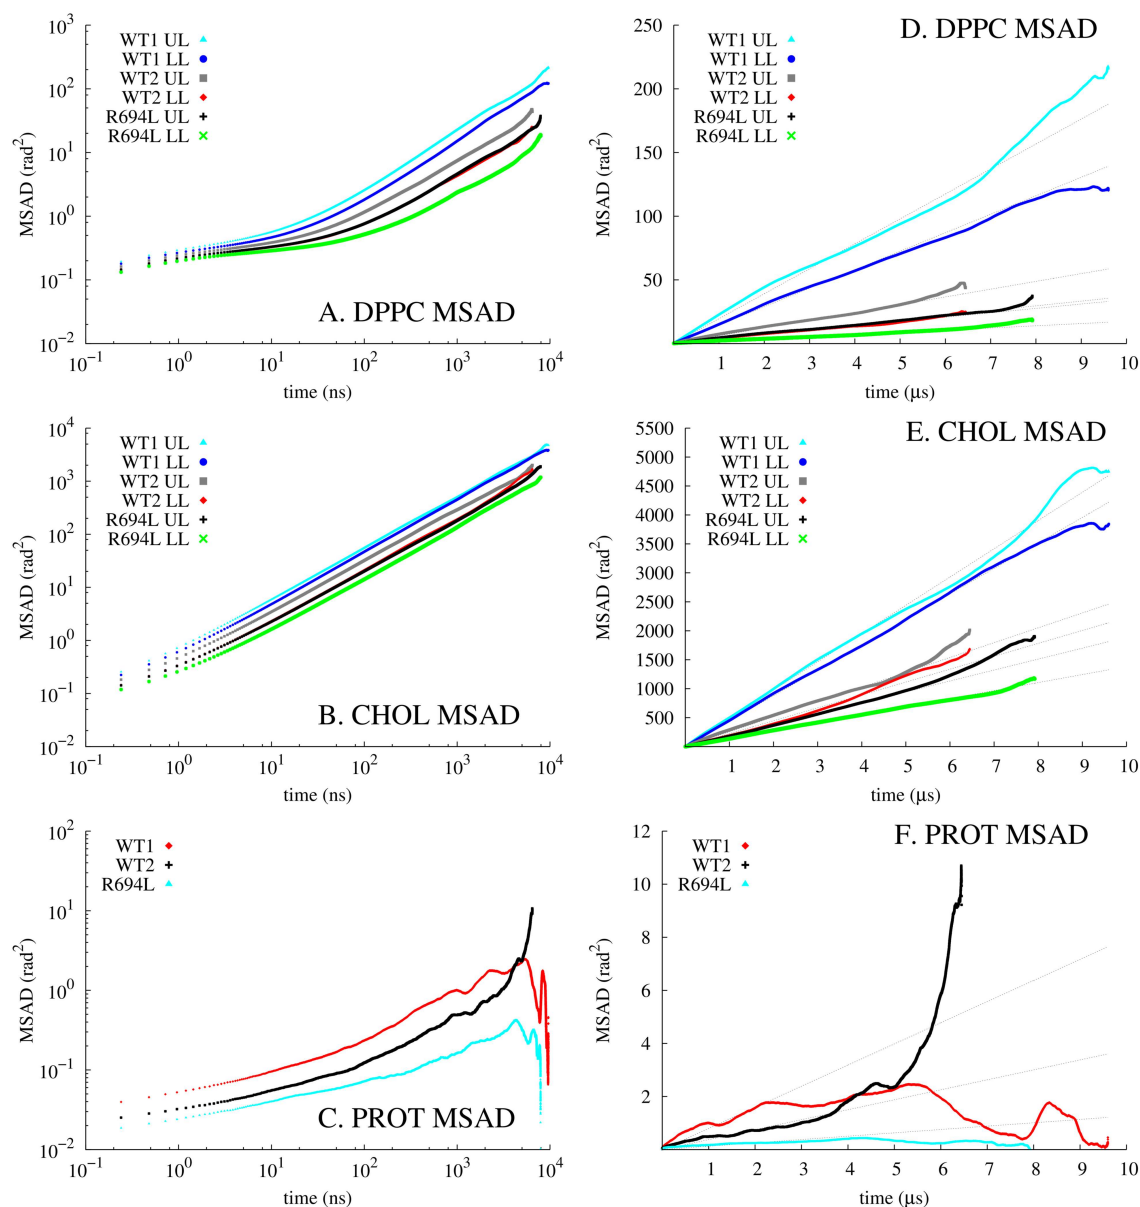 10^3
10^2
10^1
10^0
10^-1
10^-2
MSAD (rad^2)
WT1 UL
WT1 LL
WT2 UL
WT2 LL
R694L UL
R694L LL
A. DPPC MSAD
10^-1 10^0 10^1 10^2 10^3 10^4
time (ns)
D. DPPC MSAD
250
200
150
100
50
MSAD (rad^2)
WT1 UL
WT1 LL
WT2 UL
WT2 LL
R694L UL
R694L LL
1 2 3 4 5 6 7 8 9 10
time (μs)
10^4
10^3
10^2
10^1
10^0
10^-1
10^-2
MSAD (rad^2)
WT1 UL
WT1 LL
WT2 UL
WT2 LL
R694L UL
R694L LL
B. CHOL MSAD
10^-1 10^0 10^1 10^2 10^3 10^4
time (ns)
E. CHOL MSAD
5500
5000
4500
4000
3500
3000
2500
2000
1500
1000
500
MSAD (rad^2)
WT1 UL
WT1 LL
WT2 UL
WT2 LL
R694L UL
R694L LL
1 2 3 4 5 6 7 8 9 10
time (μs)
10^2
10^1
10^0
10^-1
10^-2
MSAD (rad^2)
WT1
WT2
R694L
C. PROT MSAD
10^-1 10^0 10^1 10^2 10^3 10^4
time (ns)
F. PROT MSAD
12
10
8
6
4
2
MSAD (rad^2)
WT1
WT2
R694L
1 2 3 4 5 6 7 8 9 10
time (μs)